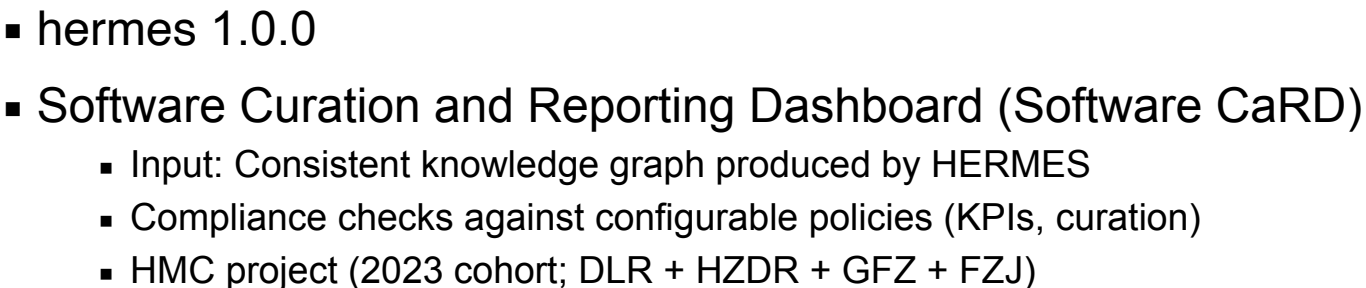 ▪ hermes 1.0.0
▪ Software Curation and Reporting Dashboard (Software CaRD)
▪ Input: Consistent knowledge graph produced by HERMES
▪ Compliance checks against configurable policies (KPIs, curation)
▪ HMC project (2023 cohort; DLR + HZDR + GFZ + FZJ)